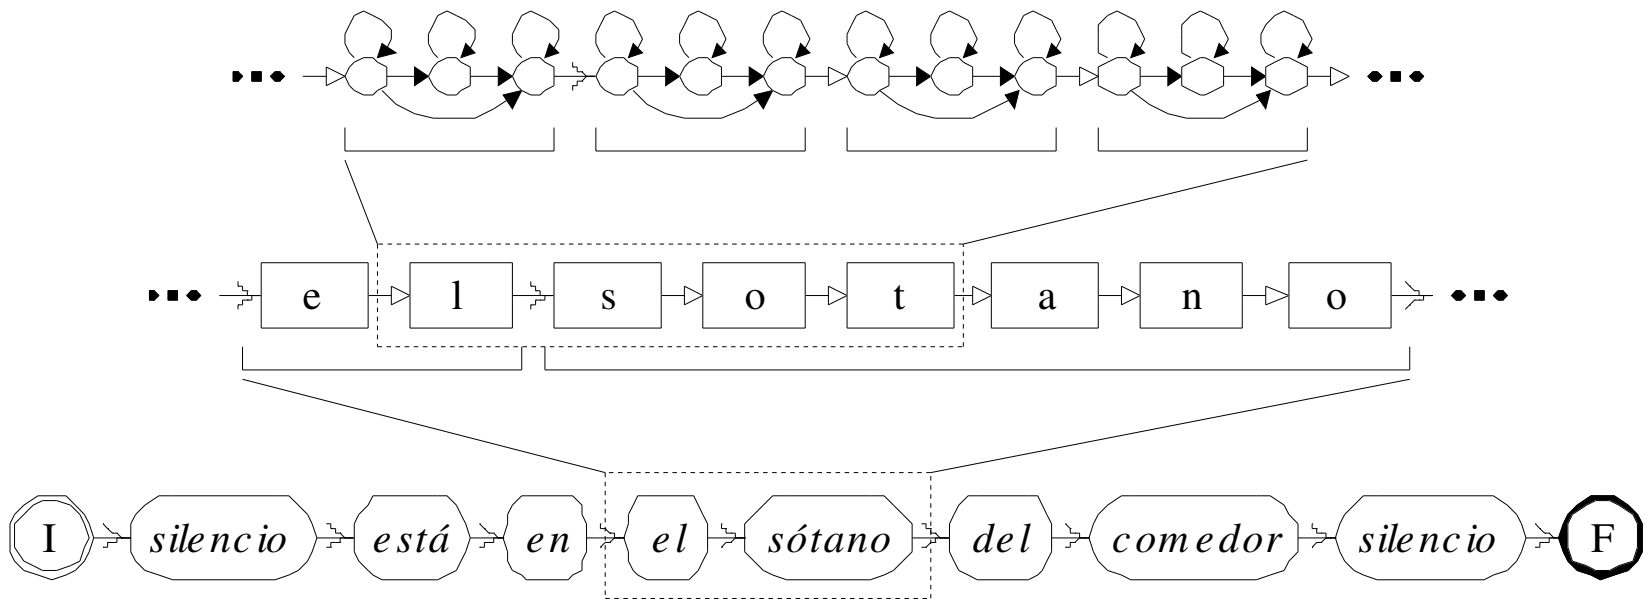 e l s o t a n o
I silencio está en el sótano del comedor silencio F